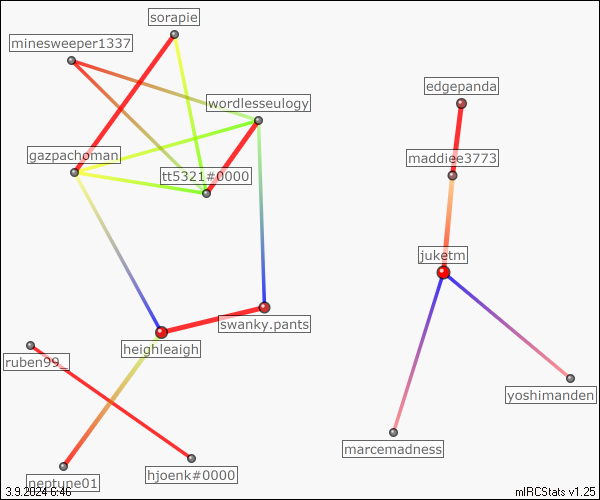 sorapie
minesweeper1337
edgepanda
wordlesseulogy
gazpachoman
maddiee3773
tt5321#0000
juketm
swanky.pants
heighleaigh
ruben99_
yoshimanden
marcemadness
hjoenk#0000
neptune01
3.9.2024 6:46
mIRCStats v1.25